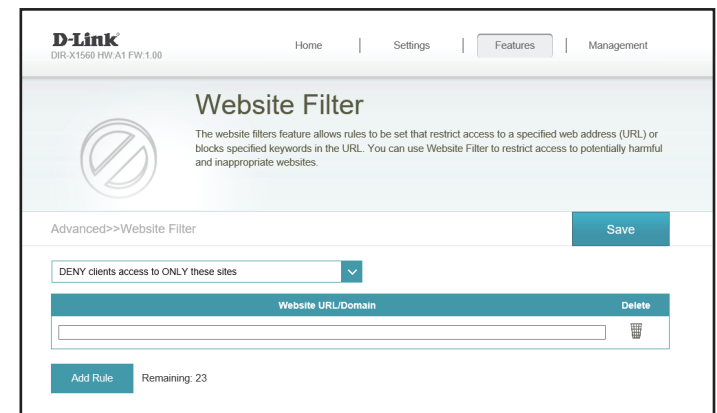 D-Link
DIR-X1560 HW:A1 FW:1.00
Home | Settings | Features | Management
Website Filter
The website filters feature allows rules to be set that restrict access to a specified web address (URL) or
blocks specified keywords in the URL. You can use Website Filter to restrict access to potentially harmful
and inappropriate websites.
Advanced>>Website Filter
Save
DENY clients access to ONLY these sites
Website URL/Domain Delete
Add Rule Remaining: 23